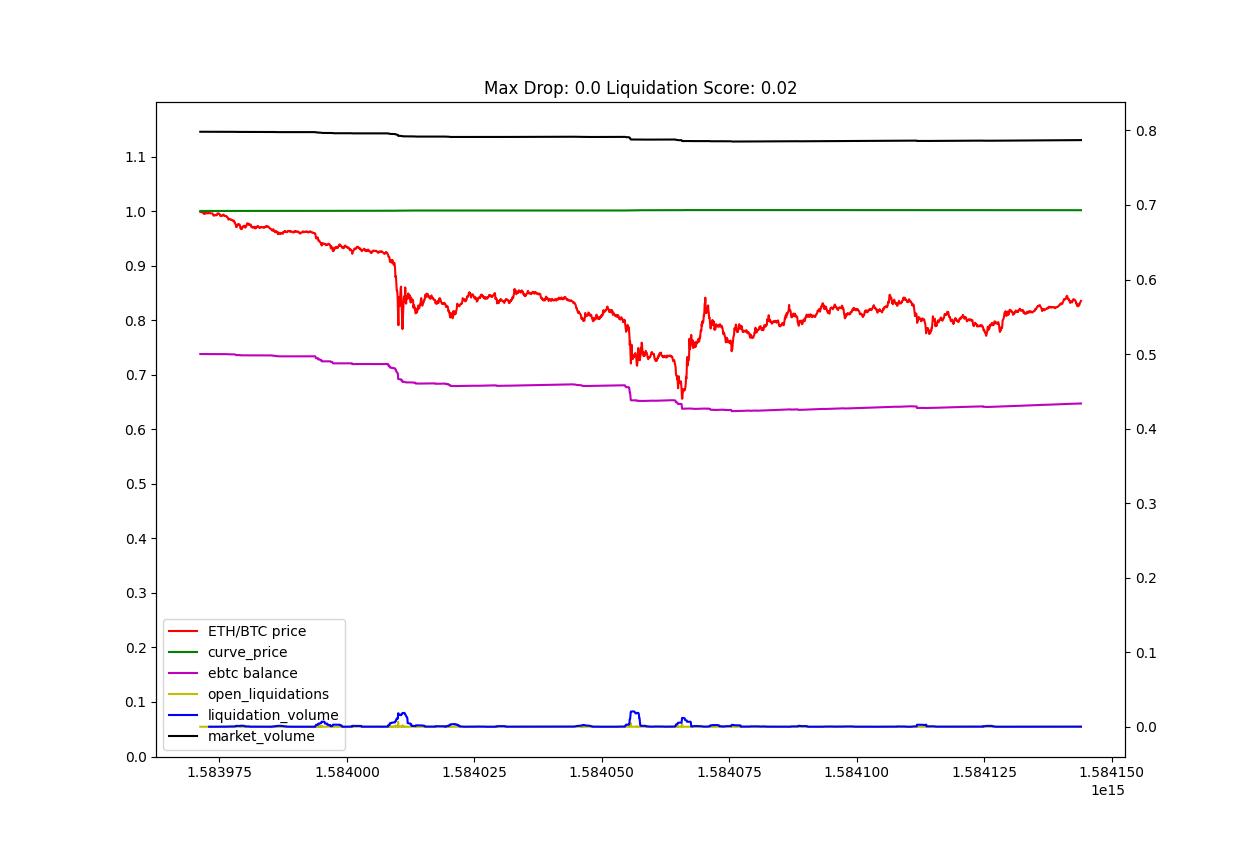 Max Drop: 0.0 Liquidation Score: 0.02
1.1
1.0
0.9
0.8
0.7
0.6
0.5
0.4
0.3
0.2
0.1
0.0
0.8
0.7
0.6
0.5
0.4
0.3
0.2
0.1
0.0
ETH/BTC price
curve_price
ebtc balance
open_liquidations
liquidation_volume
market_volume
1.583975 1.584000 1.584025 1.584050 1.584075 1.584100 1.584125 1.584150
1e15